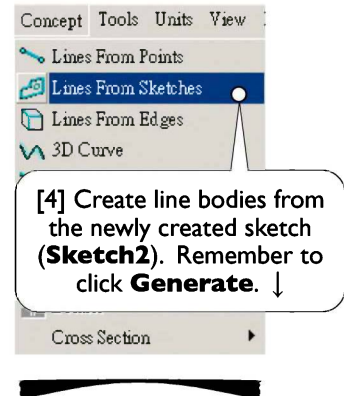 Concept Tools Units View
Lines From Points
Lines From Sketches
Lines From Edges
3D Curve
[4] Create line bodies from
the newly created sketch
(Sketch2). Remember to
click Generate. ↓
Cross Section